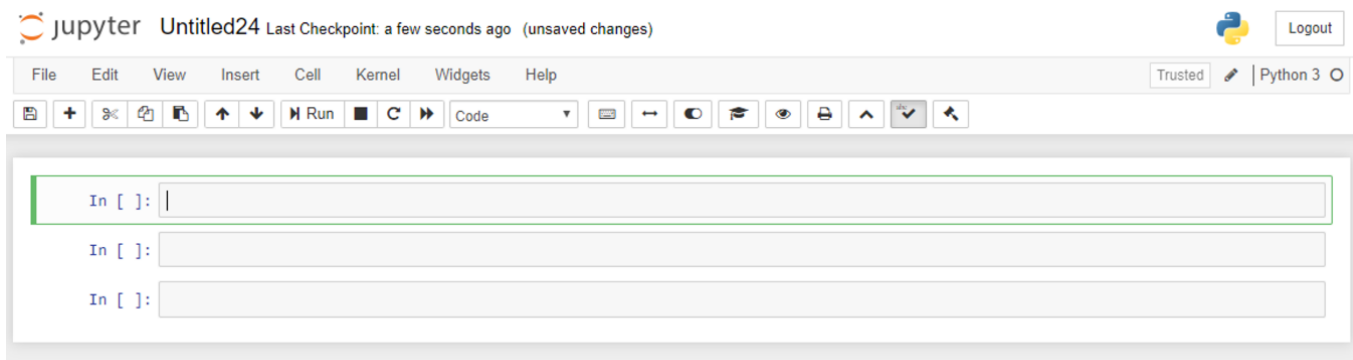 jupyter Untitled24 Last Checkpoint: a few seconds ago (unsaved changes) Logout
File Edit View Insert Cell Kernel Widgets Help Trusted Python 3
Run Code abc
In [ ]:
In [ ]:
In [ ]: